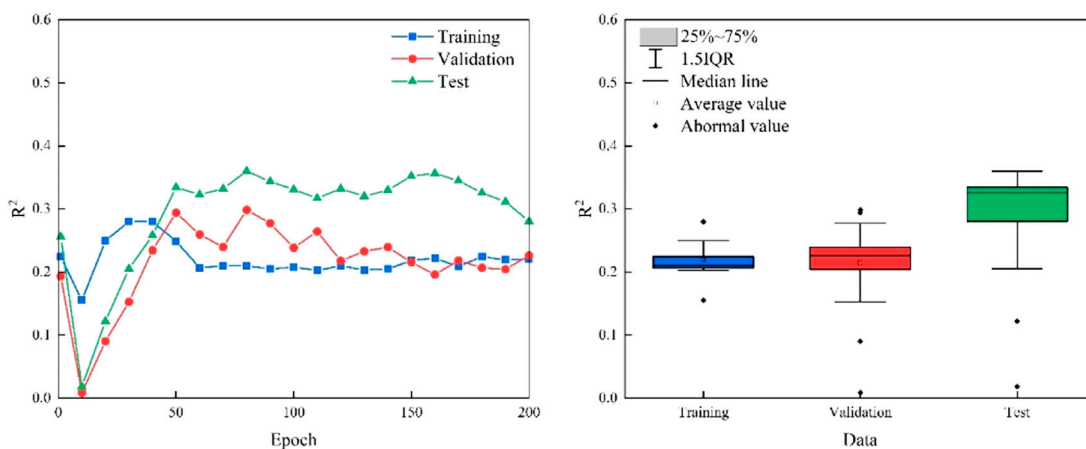 0.6
0.5
0.4
0.3
0.2
0.1
0.0
R²
Training
Validation
Test
0
50
100
150
200
Epoch
0.6
0.5
0.4
0.3
0.2
0.1
0.0
R²
25%~75%
1.5IQR
Median line
Average value
Abormal value
Training
Validation
Test
Data